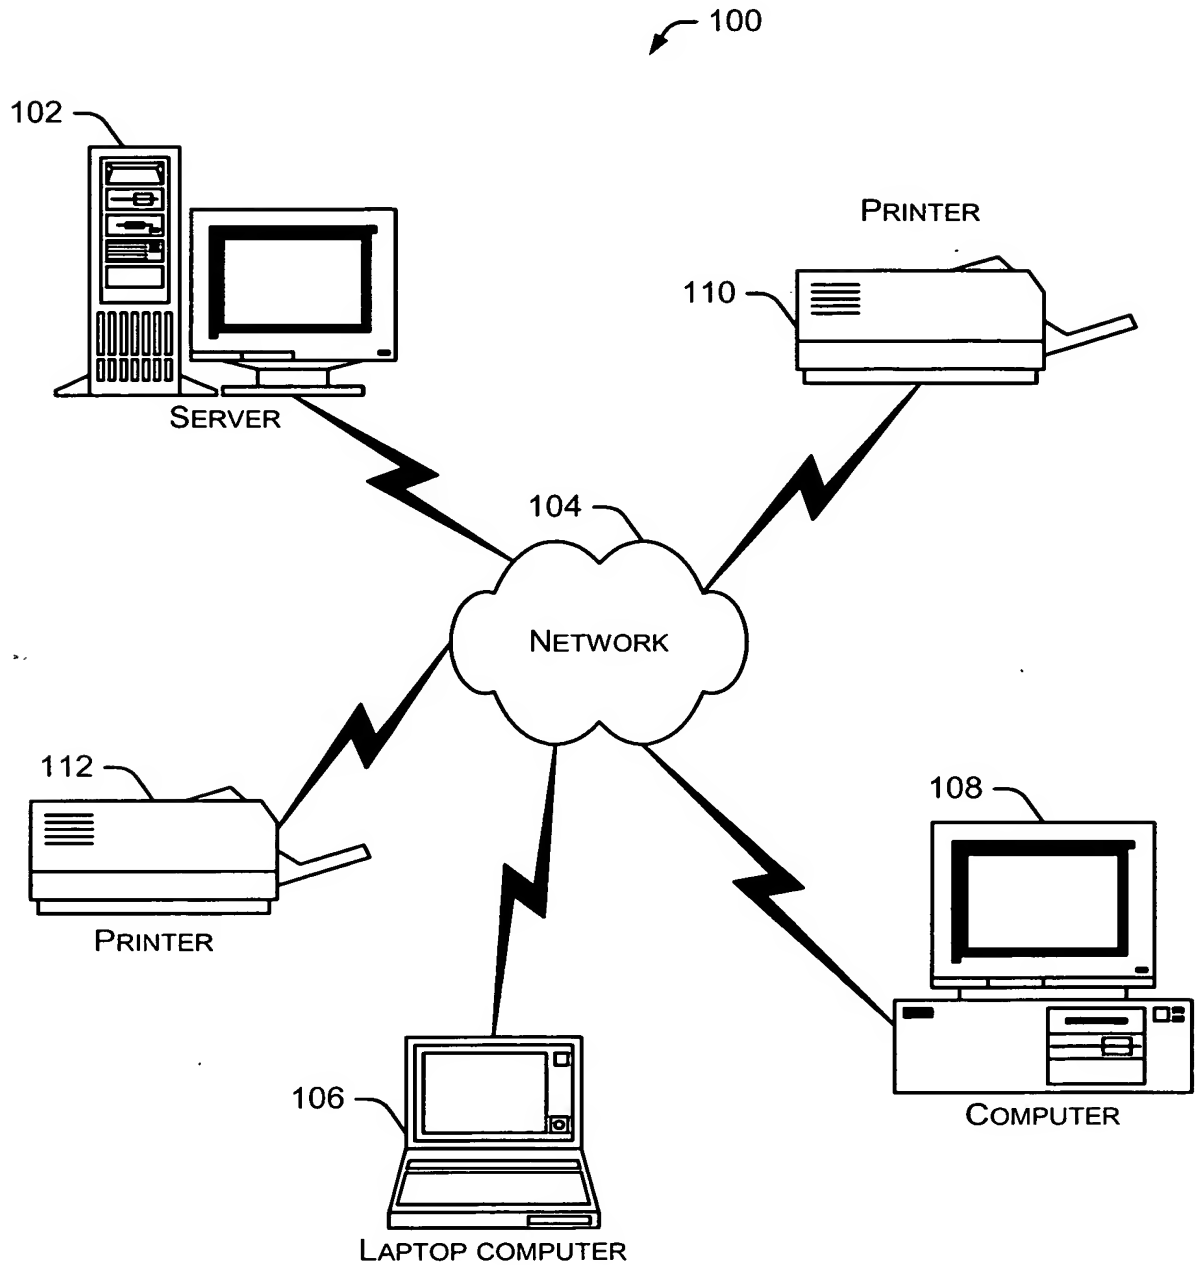 100
102
PRINTER
110
SERVER
104
NETWORK
112
108
PRINTER
106
COMPUTER
LAPTOP COMPUTER